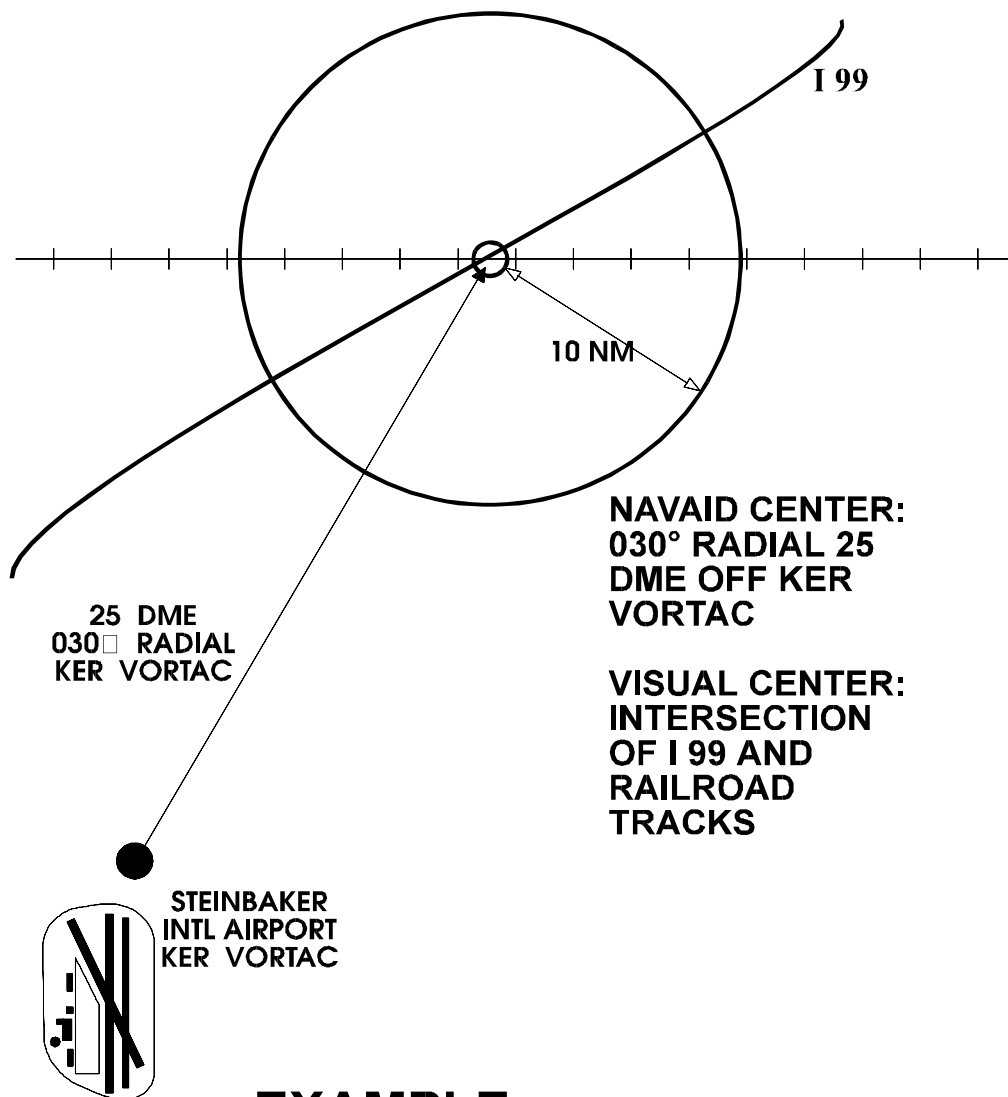 I 99
10 NM
NAVAID CENTER:
030° RADIAL 25
DME OFF KER
VORTAC
25 DME
030□ RADIAL
KER VORTAC
VISUAL CENTER:
INTERSECTION
OF I 99 AND
RAILROAD
TRACKS
STEINBAKER
INTL AIRPORT
KER VORTAC
EXAMPLE